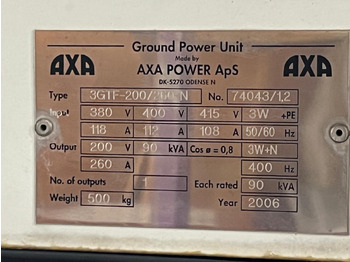 AXA Ground Power Unit AXA
Made by
AXA POWER ApS
DK-5270 ODENSE N
Type No. 74043/1.2
Input 380 V 400 V 415 V 3W +PE
118 A 112 A 108 A 50/60 Hz
Output 200 V 90 kVA Cos ø = 0,8 3W+N
260 A 400 Hz
No. of outputs 1 Each rated 90 kVA
Weight 500 kg Year 2006